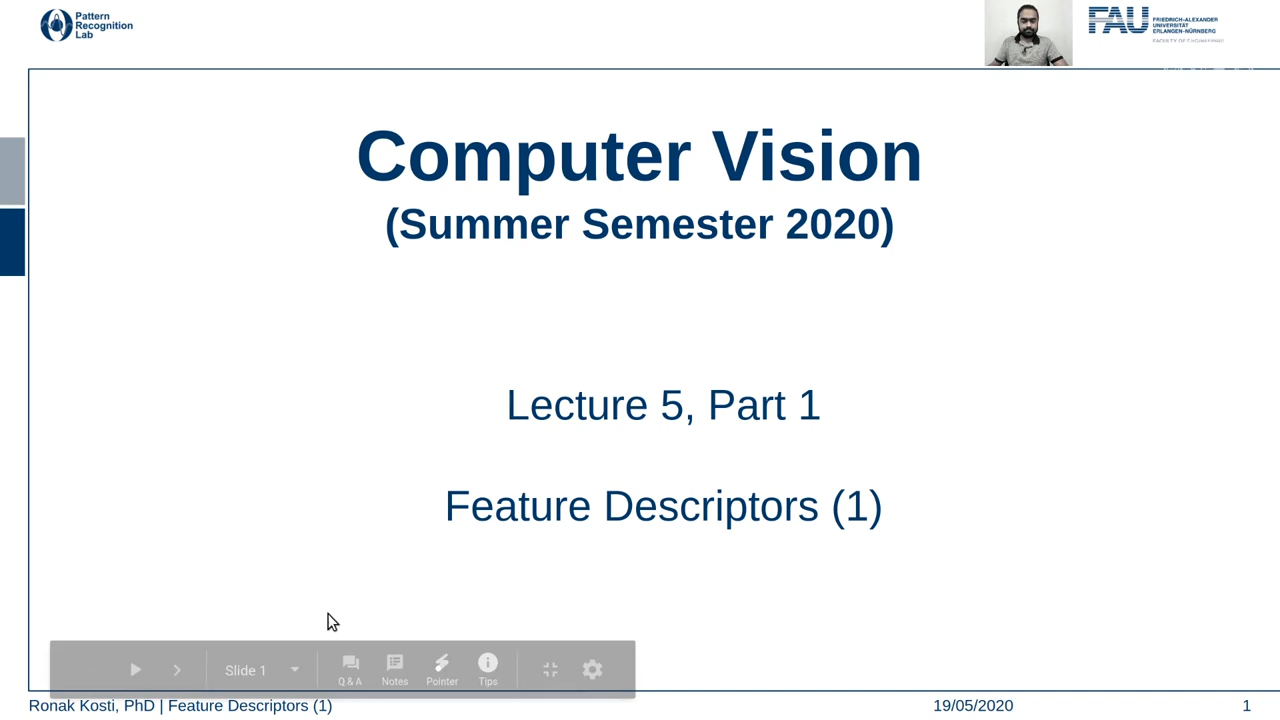 Pattern
Recognition
Lab
FAU
FRIEDRICH-ALEXANDER
UNIVERSITÄT
ERLANGEN-NÜRNBERG
Computer Vision
(Summer Semester 2020)
Lecture 5, Part 1
Feature Descriptors (1)
Slide 1
Q & A
Notes
Pointer
Tips
Ronak Kosti, PhD | Feature Descriptors (1)
19/05/2020
1